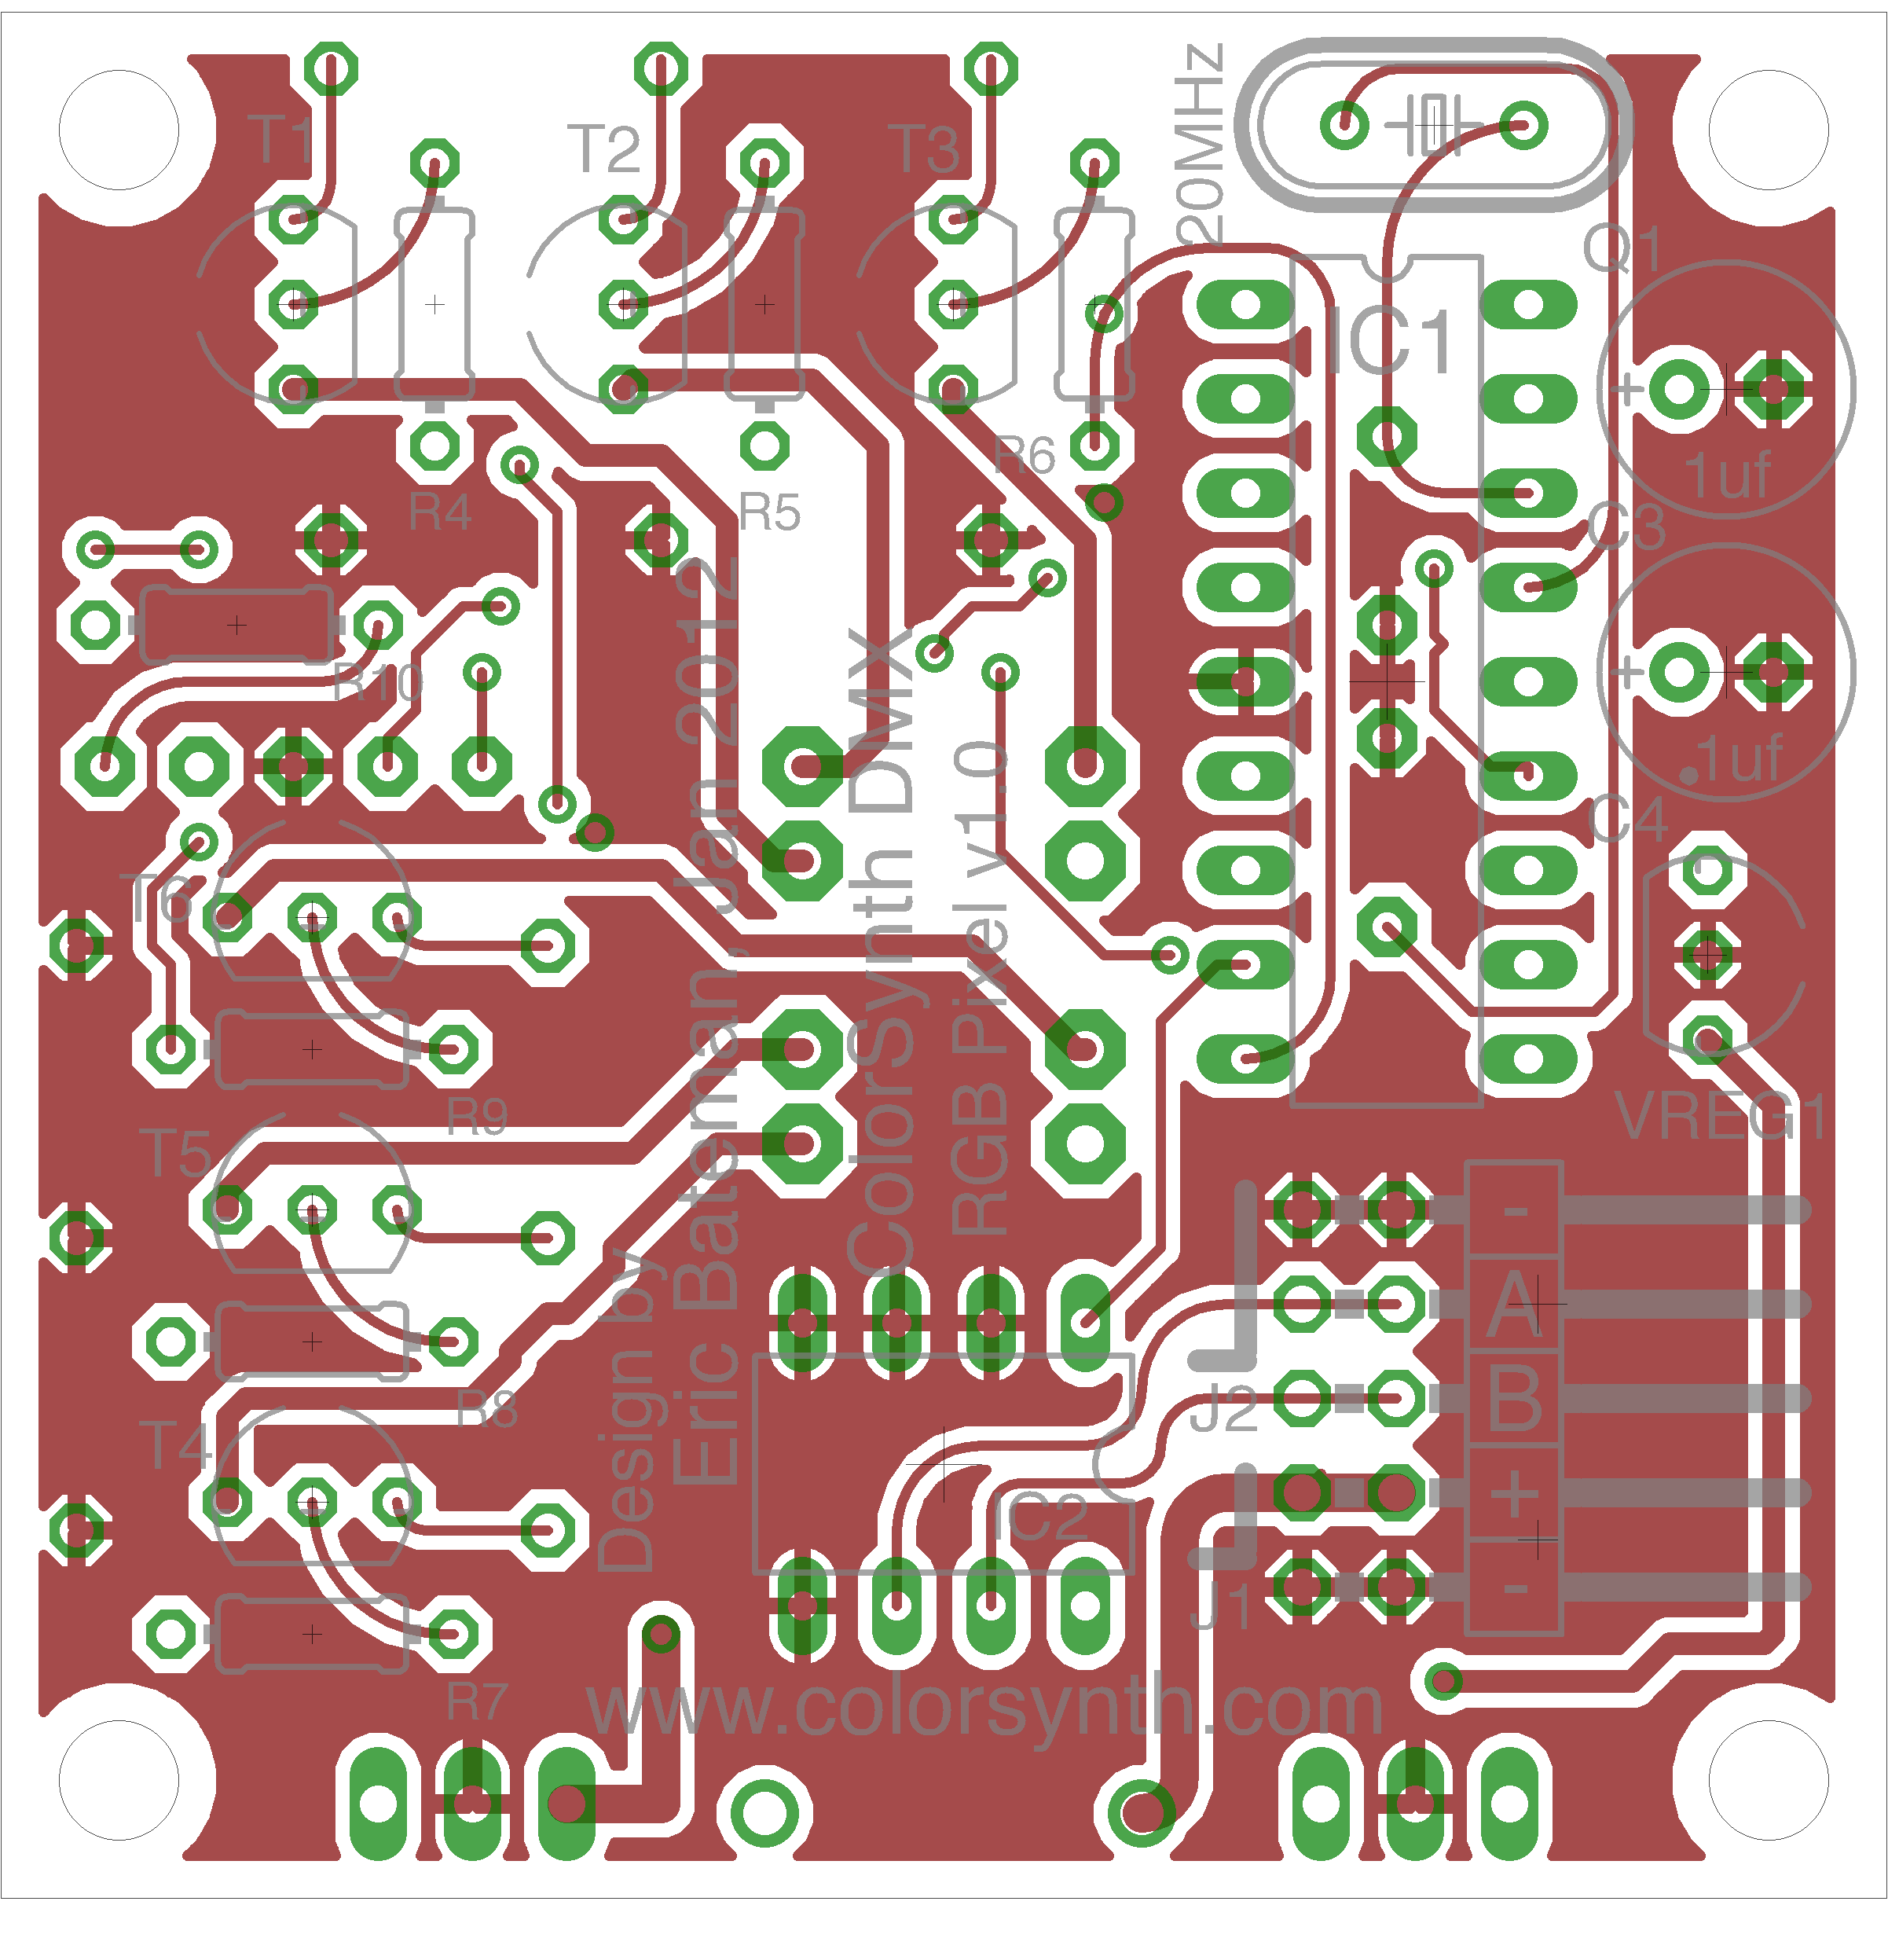 T1
T2
T3
20MHz
Q1
IC1
+
1uf
R4
R5
R6
C3
R10
+
1uf
C4
T6
Design by
Eric Bateman, Jan 2012
ColorSynth DMx
RGB Pixel v1.0
R9
VREG1
T5
-
A
R8
B
J2
T4
+
IC2
-
J1
R7
www.colorsynth.com